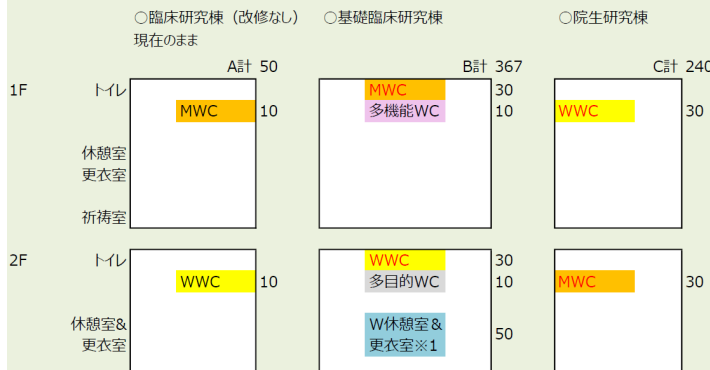 ○臨床研究棟（改修なし） ○基礎臨床研究棟 ○院生研究棟
現在のまま
A計 50 B計 367 C計 240
1F トイレ MWC 30
MWC 10 多機能WC 10 WWC 30
休憩室
更衣室
祈祷室
2F トイレ WWC 30
WWC 10 多目的WC 10 MWC 30
休憩室& W休憩室&
更衣室 更衣室※1 50